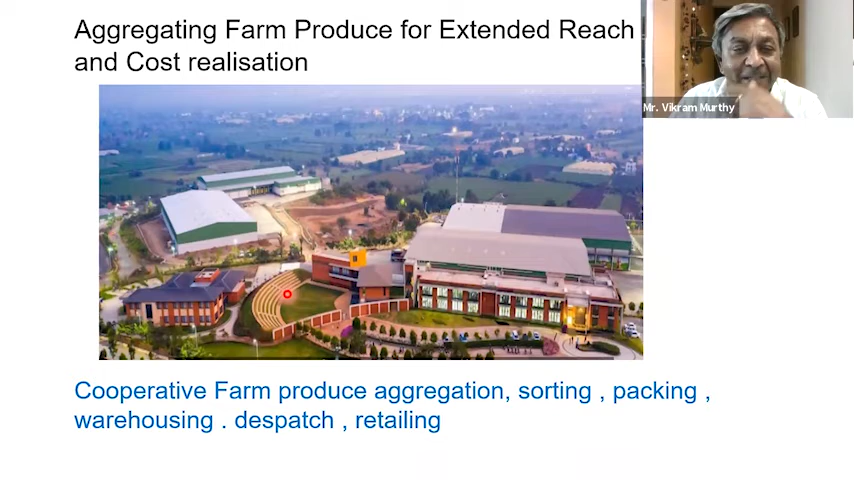 Aggregating Farm Produce for Extended Reach
and Cost realisation
Mr. Vikram Murthy
Cooperative Farm produce aggregation, sorting , packing ,
warehousing . despatch , retailing